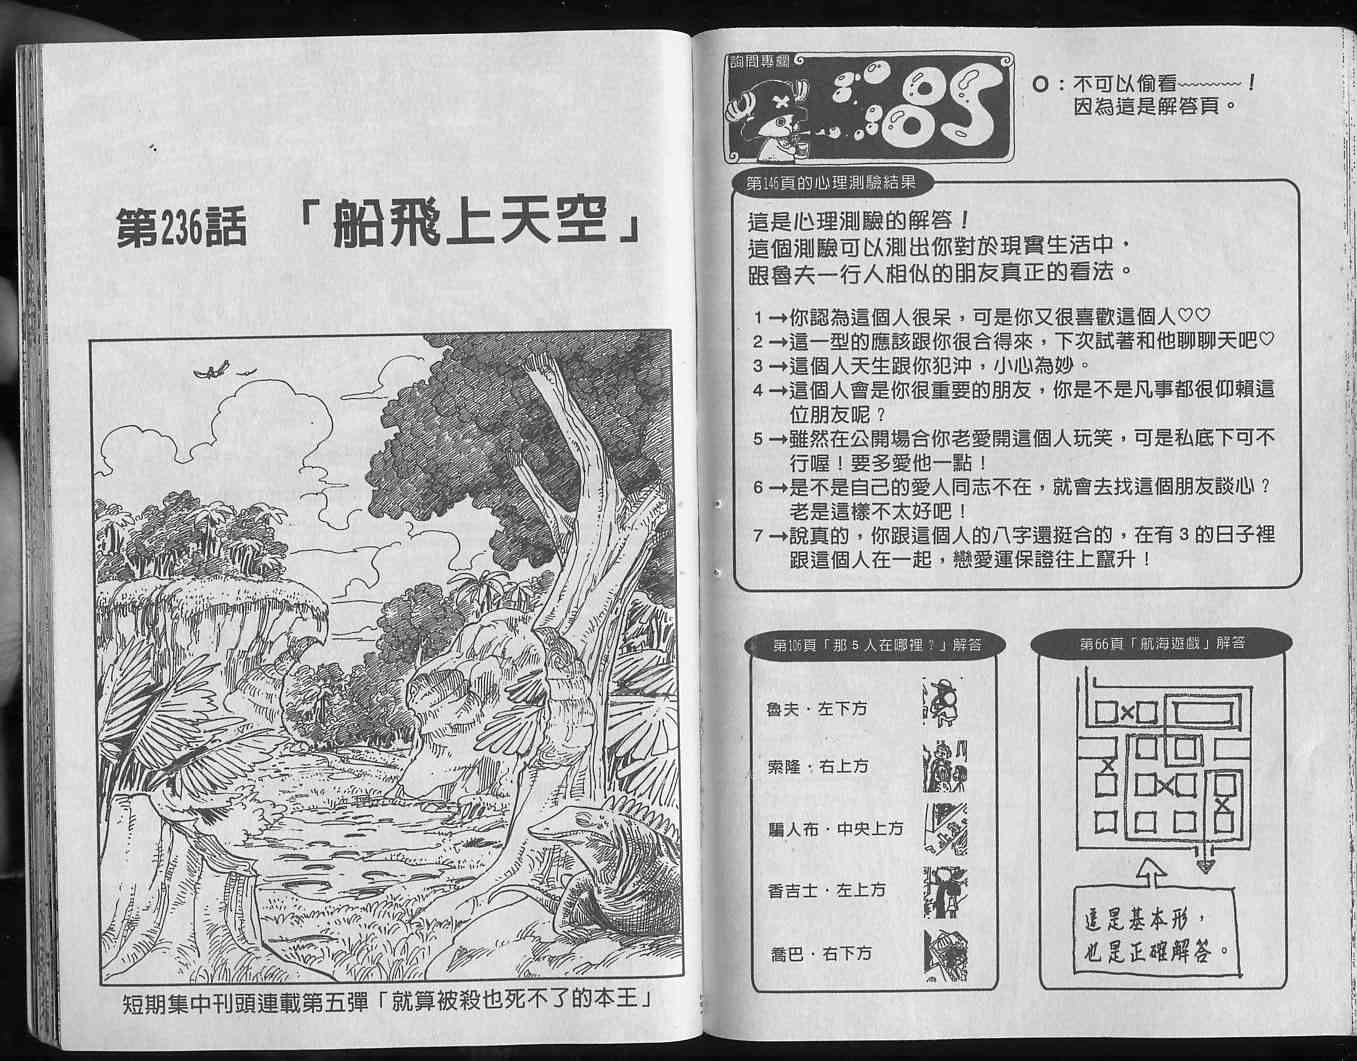 第236話 「船飛上天空」
短期集中刊頭連載第五彈「就算被殺也死不了的本王」
詢問專欄
SBS
O：不可以偷看~~~~~~！
因為這是解答頁。
第146頁的心理測驗結果
這是心理測驗的解答！
這個測驗可以測出你對於現實生活中，
跟魯夫一行人相似的朋友真正的看法。
1→你認為這個人很呆，可是你又很喜歡這個人♡♡
2→這一型的應該跟你很合得來，下次試著和他聊聊天吧♡
3→這個人天生跟你犯沖，小心為妙。
4→這個人會是你很重要的朋友，你是不是凡事都很仰賴這
位朋友呢？
5→雖然在公開場合你老愛開這個人玩笑，可是私底下可不
行喔！要多愛他一點！
6→是不是自己的愛人同志不在，就會去找這個朋友談心？
老是這樣不太好吧！
7→說真的，你跟這個人的八字還挺合的，在有3的日子裡
跟這個人在一起，戀愛運保證往上竄升！
第106頁「那5人在哪裡？」解答
魯夫・左下方
索隆・右上方
騙人布・中央上方
香吉士・左上方
喬巴・右下方
第66頁「航海遊戲」解答
這是基本形，
也是正確解答。